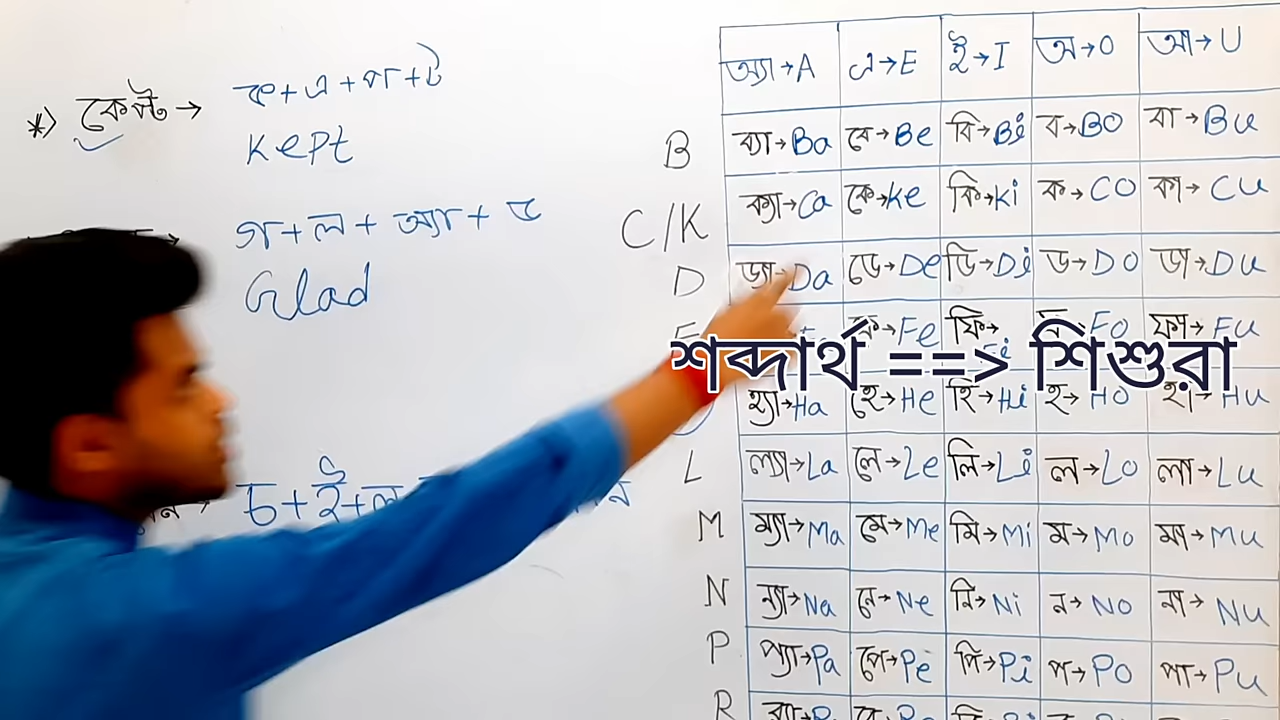 *) কেপ্ট → ক+এ+প+ট
Kept
গ+ল+অ্যা+ড
Glad
চ+ই+ল
অ্যা→A এ→E ই→I অ→O আ→U
B ব্যা→Ba বে→Be বি→Bi ব→BO বা→Bu
C/K ক্যা→Ca কে→Ke কি→Ki ক→CO কা→CU
D ড্যা→Da ডে→De ডি→Di ড→DO ডা→DU
ফে→Fe ফি→Fi ফ→FO ফা→FU
শব্দার্থ ==> শিশুরা
হ্যা→Ha হে→He হি→Hi হ→HO হা→HU
L ল্যা→La লে→Le লি→Li ল→LO লা→Lu
M ম্যা→Ma মে→Me মি→Mi ম→Mo মা→MU
N ন্যা→Na নে→Ne নি→Ni ন→NO না→NU
P প্যা→Pa পে→Pe পি→Pi প→PO পা→Pu
R